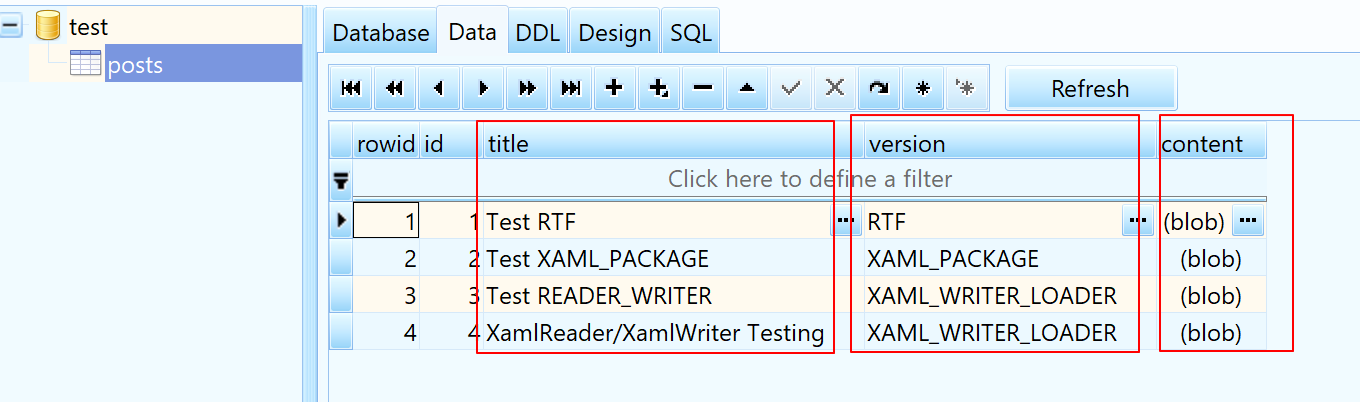 test
posts
Database Data DDL Design SQL
Refresh
rowid id title version content
Click here to define a filter
1 1 Test RTF ... RTF ... (blob) ...
2 2 Test XAML_PACKAGE XAML_PACKAGE (blob)
3 3 Test READER_WRITER XAML_WRITER_LOADER (blob)
4 4 XamlReader/XamlWriter Testing XAML_WRITER_LOADER (blob)